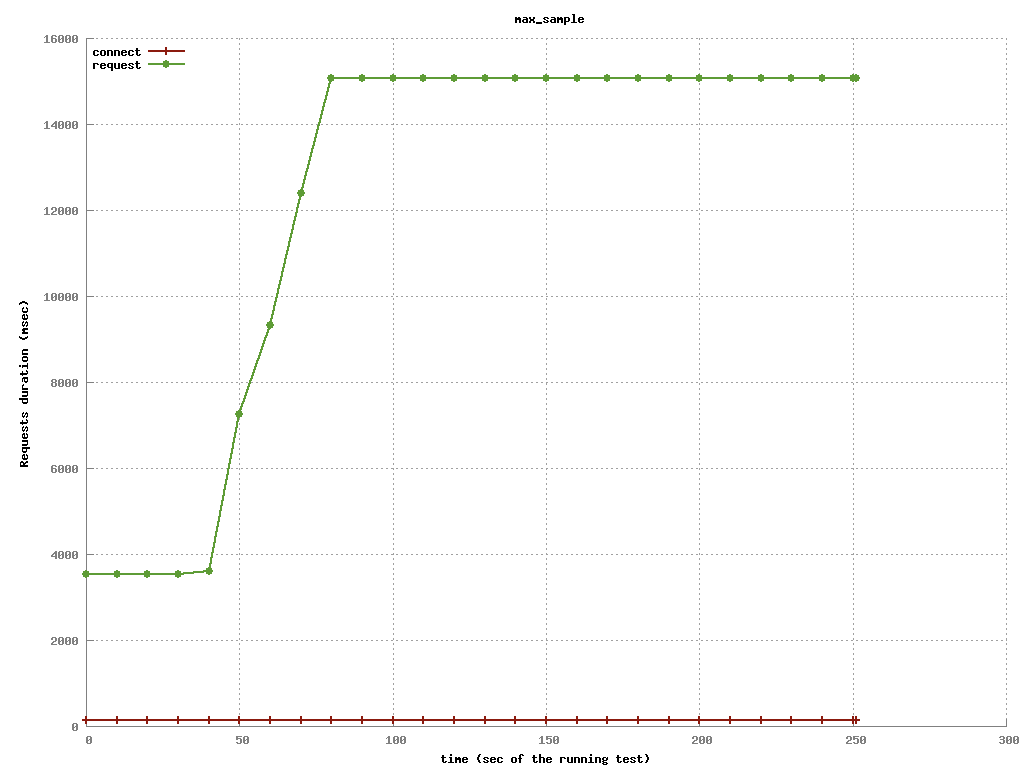 max_sample
16000
connect
request
14000
12000
10000
8000
6000
4000
2000
0
Requests duration (msec)
0 50 100 150 200 250 300
time (sec of the running test)